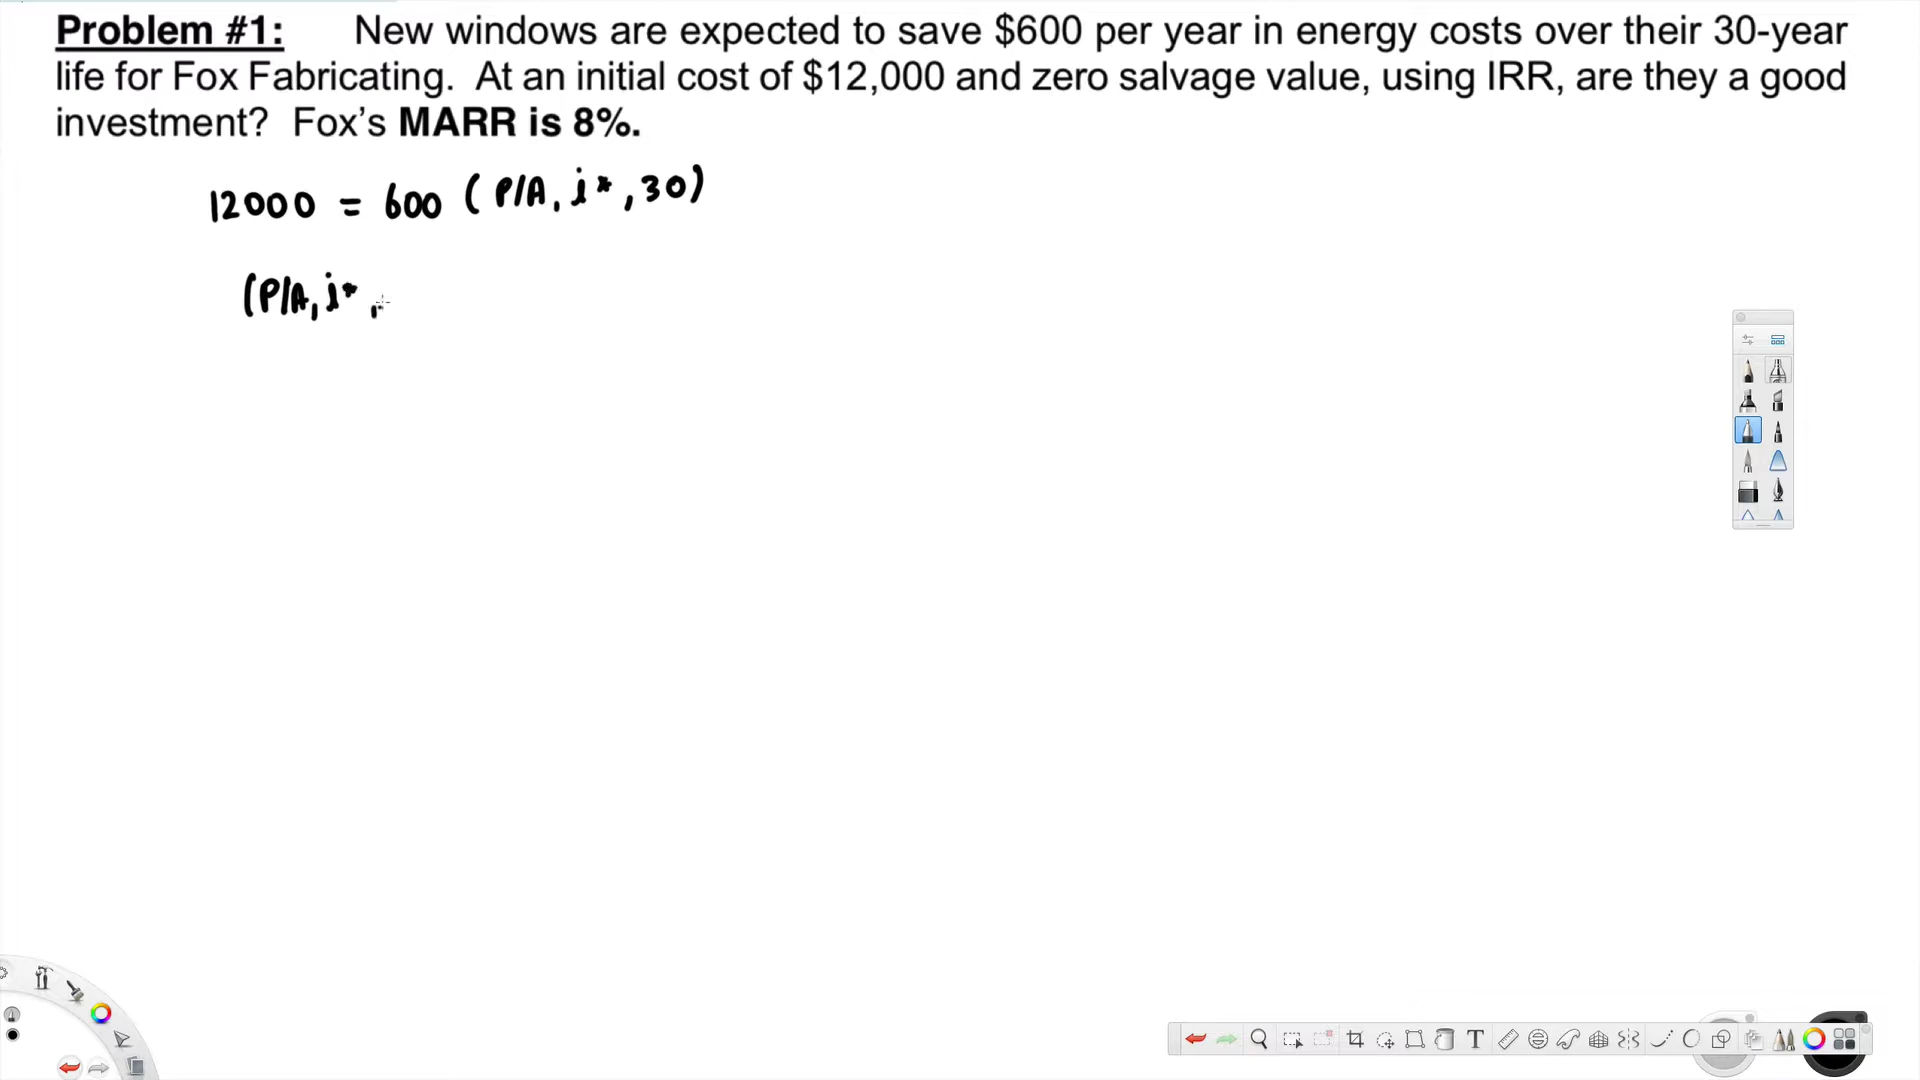 Problem #1: New windows are expected to save $600 per year in energy costs over their 30-year
life for Fox Fabricating. At an initial cost of $12,000 and zero salvage value, using IRR, are they a good
investment? Fox’s MARR is 8%.
12000 = 600 (P/A, i*, 30)
(P/A, i* ,
T